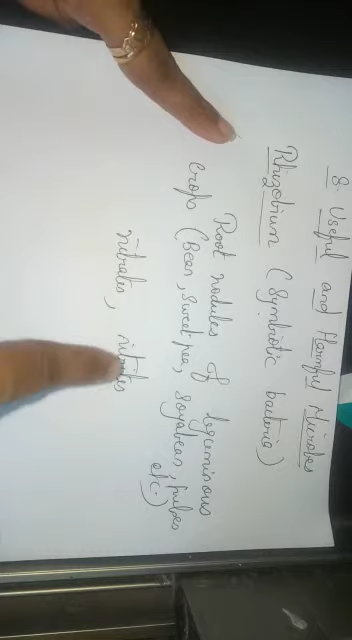 8. Useful and Harmful Microbes
Rhizobium (Symbiotic bacteria)
Root nodules of leguminous
crops (Bean, Sweet pea, Soyabean, Pulses
etc.)
nitrates, nitrites